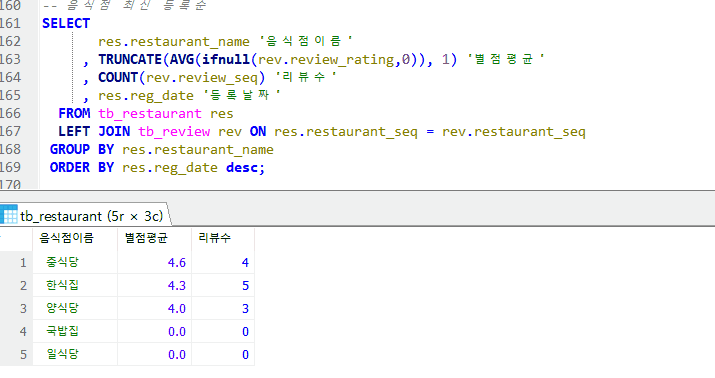 160 -- 음식점 최신 등록순
161 SELECT
162 res.restaurant_name '음식점이름'
163 , TRUNCATE(AVG(ifnull(rev.review_rating,0)), 1) '별점평균'
164 , COUNT(rev.review_seq) '리뷰수'
165 , res.reg_date '등록날짜'
166 FROM tb_restaurant res
167 LEFT JOIN tb_review rev ON res.restaurant_seq = rev.restaurant_seq
168 GROUP BY res.restaurant_name
169 ORDER BY res.reg_date desc;
170
tb_restaurant (5r × 3c)
음식점이름 별점평균 리뷰수
1 중식당 4.6 4
2 한식집 4.3 5
3 양식당 4.0 3
4 국밥집 0.0 0
5 일식당 0.0 0